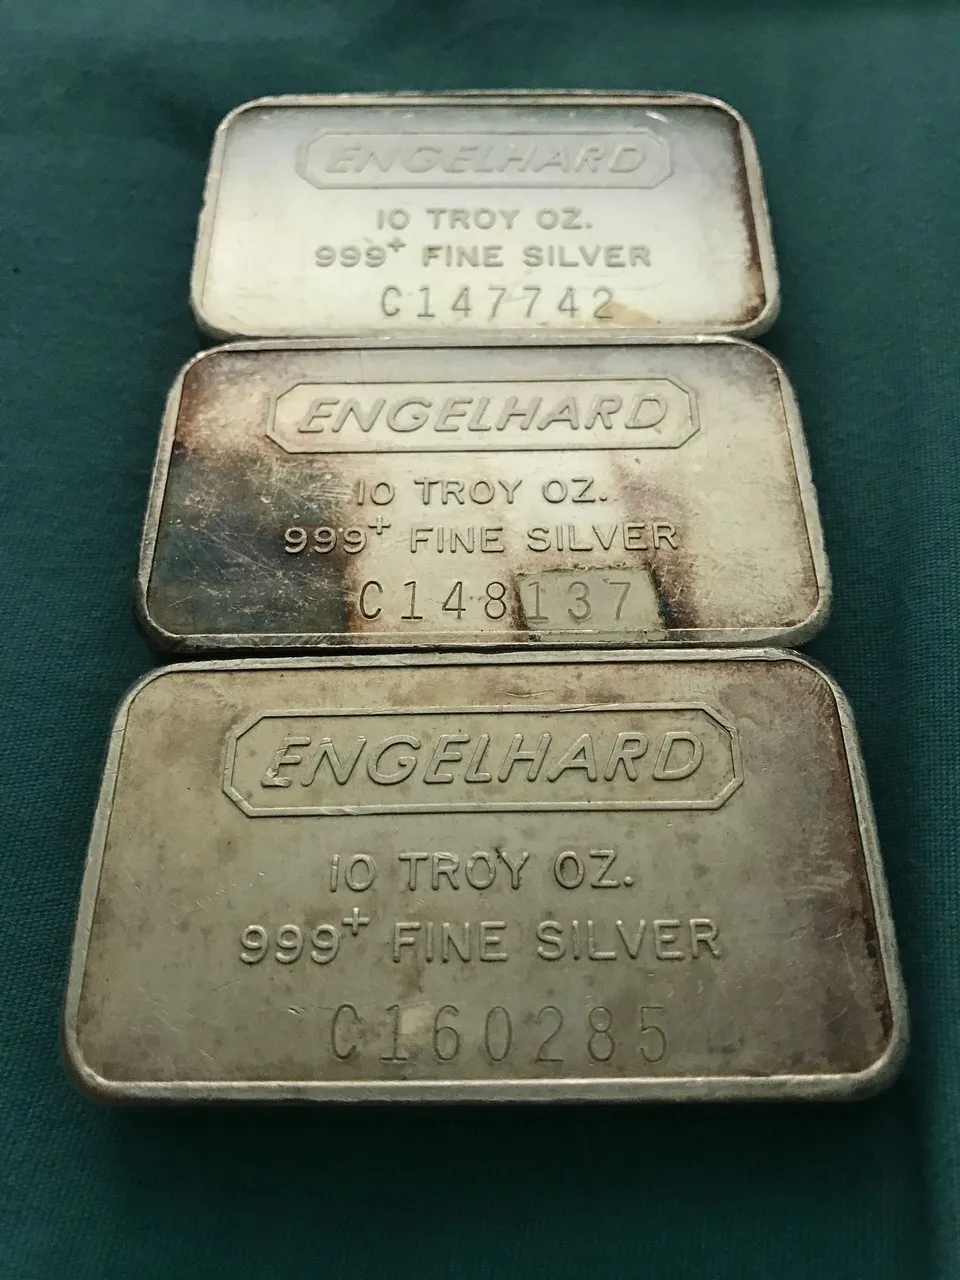 ENGELHARD
10 TROY OZ.
999+ FINE SILVER
C147742
ENGELHARD
10 TROY OZ.
999+ FINE SILVER
C148137
ENGELHARD
10 TROY OZ.
999+ FINE SILVER
C160285